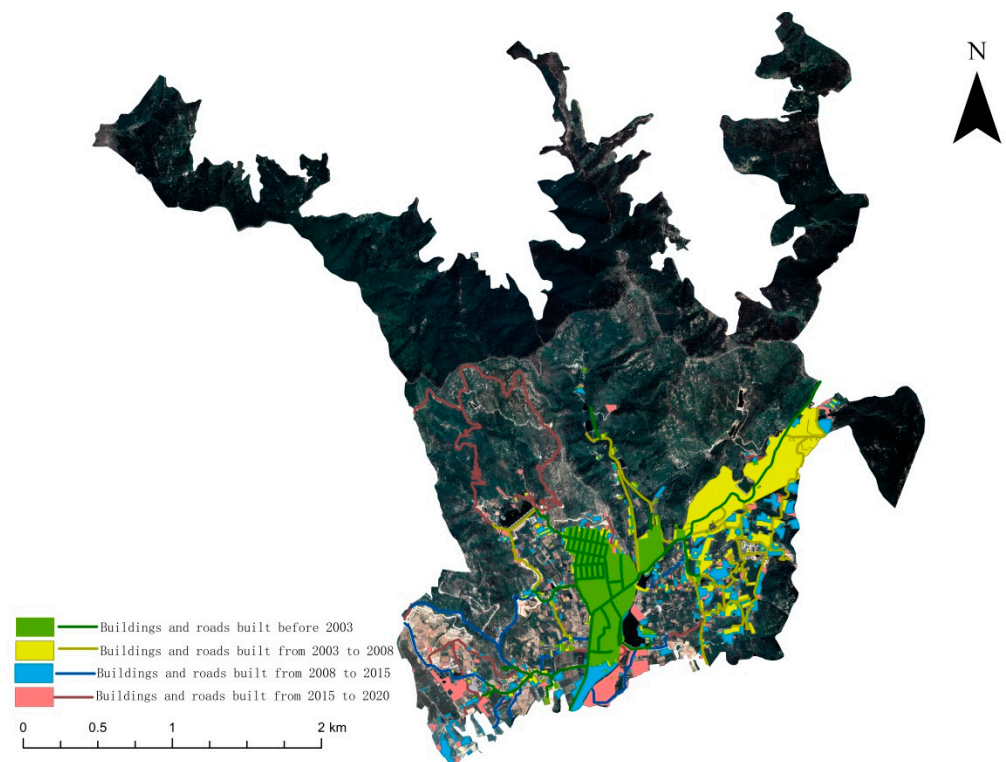 N
Buildings and roads built before 2003
Buildings and roads built from 2003 to 2008
Buildings and roads built from 2008 to 2015
Buildings and roads built from 2015 to 2020
0 0.5 1 2 km